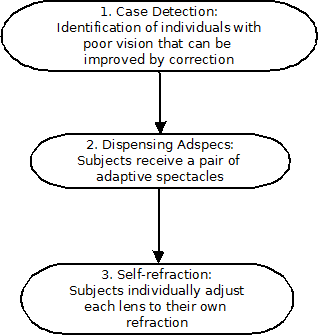 1. Case Detection:
Identification of individuals with
poor vision that can be
improved by correction
2. Dispensing Adspecs:
Subjects receive a pair of
adaptive spectacles
3. Self-refraction:
Subjects individually adjust
each lens to their own
refraction